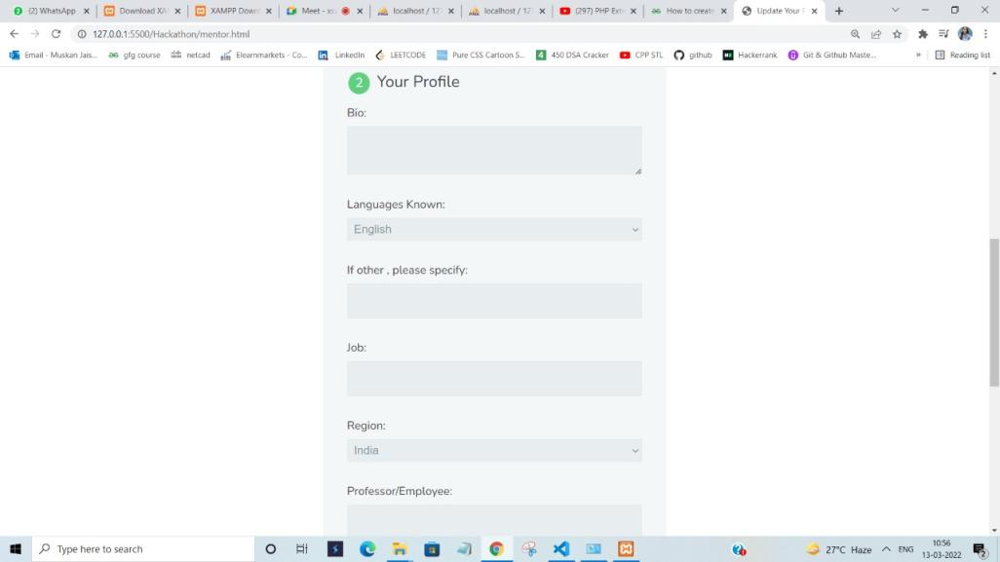 (2) WhatsApp
Download XA
XAMPP Down
Meet - xx
localhost / 12
localhost / 12
(297) PHP Ext
How to create
Update Your
127.0.0.1:5500/Hackathon/mentor.html
Email - Muskan Jais...
gfg course
netcad
Elearnmarkets - Co...
LinkedIn
LEETCODE
Pure CSS Cartoon S...
450 DSA Cracker
CPP STL
github
Hackerrank
Git & Github Maste...
»
Reading list
2 Your Profile
Bio:
Languages Known:
English
If other , please specify:
Job:
Region:
India
Professor/Employee:
Type here to search
27°C Haze
ENG
10:56
13-03-2022
2